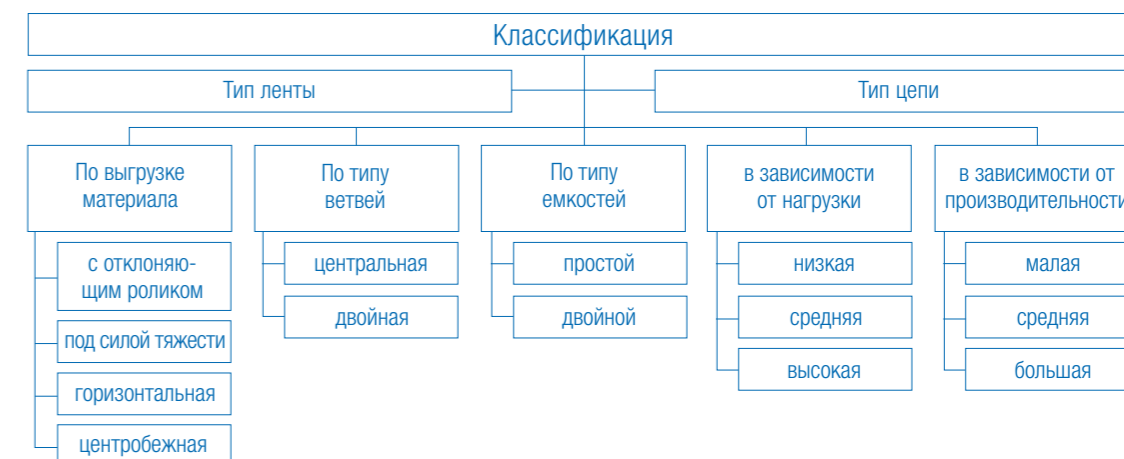 Классификация
Тип ленты
Тип цепи
По выгрузке
материала
с отклоняю-
щим роликом
под силой тяжести
горизонтальная
центробежная
По типу
ветвей
центральная
двойная
По типу
емкостей
простой
двойной
в зависимости
от нагрузки
низкая
средняя
высокая
в зависимости от
производительности
малая
средняя
большая